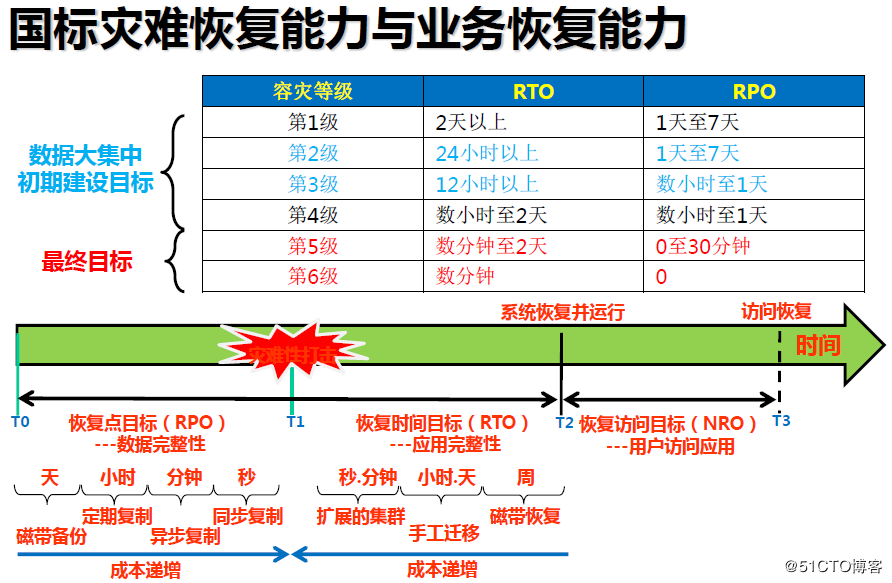 国标灾难恢复能力与业务恢复能力
容灾等级 RTO RPO
第1级 2天以上 1天至7天
第2级 24小时以上 1天至7天
第3级 12小时以上 数小时至1天
第4级 数小时至2天 数小时至1天
第5级 数分钟至2天 0至30分钟
第6级 数分钟 0
数据大集中
初期建设目标
最终目标
系统恢复并运行 访问恢复
灾难性打击
时间
T0 恢复点目标（RPO） T1 恢复时间目标（RTO） T2 恢复访问目标（NRO） T3
---数据完整性 ---应用完整性 ---用户访问应用
天 小时 分钟 秒 秒.分钟 小时.天 周
定期复制 同步复制 扩展的集群 磁带恢复
磁带备份 异步复制 手工迁移
成本递增 成本递增
@51CTO博客